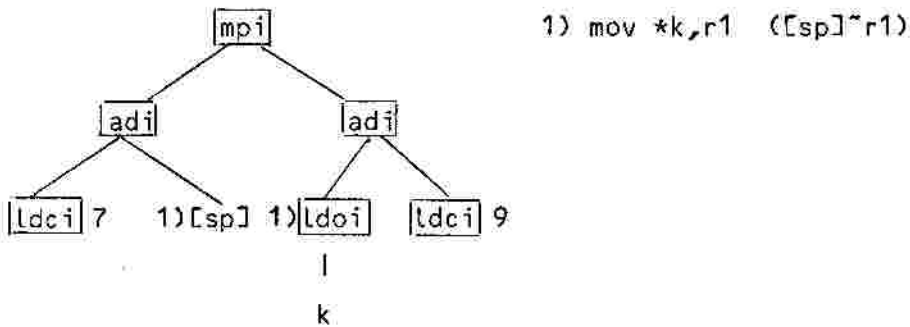 mpi 1) mov *k,r1 ([sp]~r1)
adi adi
ldci 7 1)[sp] 1) ldoi ldci 9
l
k